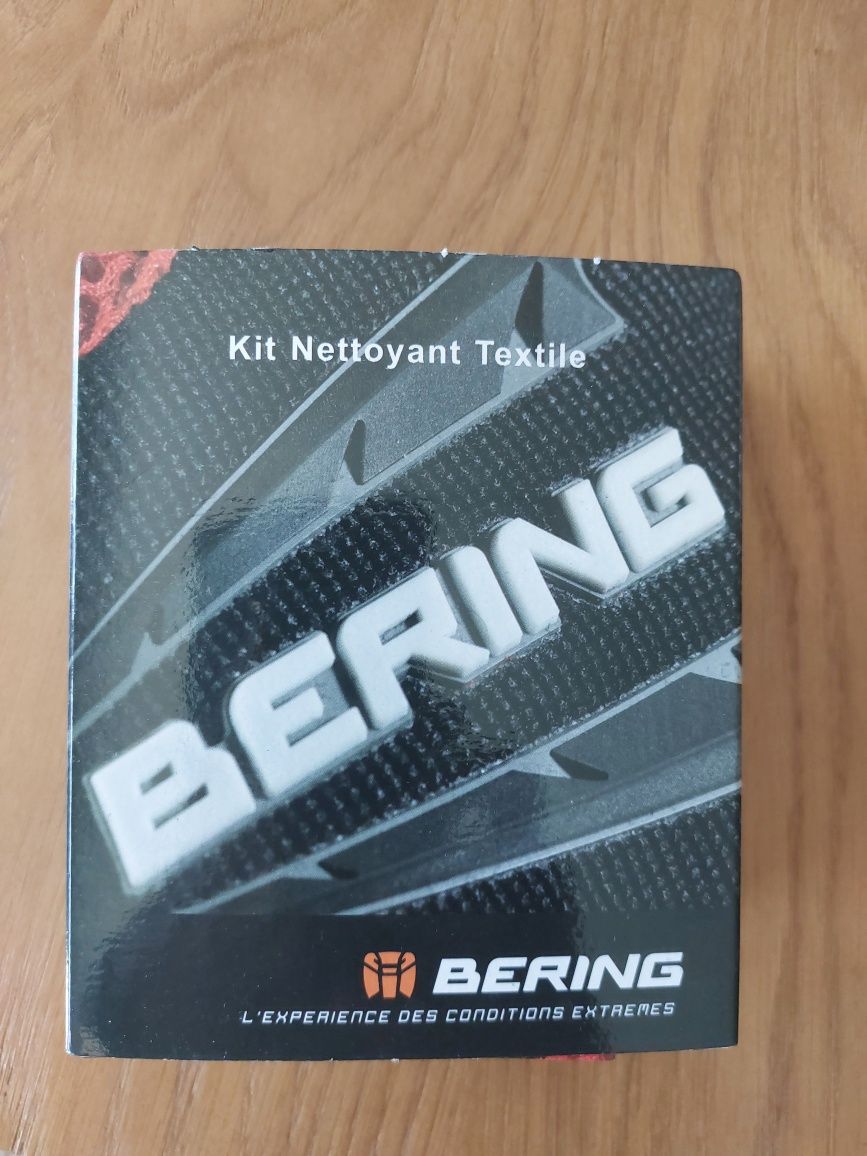 Kit Nettoyant Textile
BERING
BERING
L'EXPERIENCE DES CONDITIONS EXTREMES